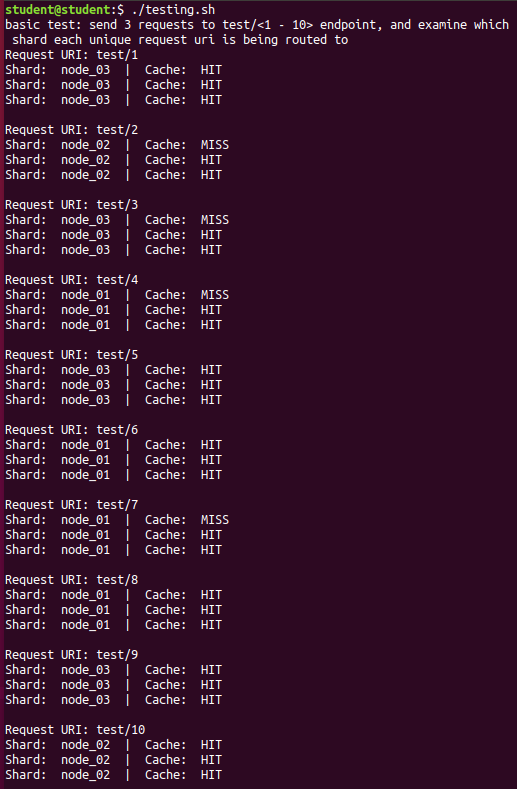 student@student:$ ./testing.sh
basic test: send 3 requests to test/<1 - 10> endpoint, and examine which
 shard each unique request uri is being routed to
Request URI: test/1
Shard:  node_03  |  Cache:  HIT
Shard:  node_03  |  Cache:  HIT
Shard:  node_03  |  Cache:  HIT

Request URI: test/2
Shard:  node_02  |  Cache:  MISS
Shard:  node_02  |  Cache:  HIT
Shard:  node_02  |  Cache:  HIT

Request URI: test/3
Shard:  node_03  |  Cache:  MISS
Shard:  node_03  |  Cache:  HIT
Shard:  node_03  |  Cache:  HIT

Request URI: test/4
Shard:  node_01  |  Cache:  MISS
Shard:  node_01  |  Cache:  HIT
Shard:  node_01  |  Cache:  HIT

Request URI: test/5
Shard:  node_03  |  Cache:  HIT
Shard:  node_03  |  Cache:  HIT
Shard:  node_03  |  Cache:  HIT

Request URI: test/6
Shard:  node_01  |  Cache:  HIT
Shard:  node_01  |  Cache:  HIT
Shard:  node_01  |  Cache:  HIT

Request URI: test/7
Shard:  node_01  |  Cache:  MISS
Shard:  node_01  |  Cache:  HIT
Shard:  node_01  |  Cache:  HIT

Request URI: test/8
Shard:  node_01  |  Cache:  HIT
Shard:  node_01  |  Cache:  HIT
Shard:  node_01  |  Cache:  HIT

Request URI: test/9
Shard:  node_03  |  Cache:  HIT
Shard:  node_03  |  Cache:  HIT
Shard:  node_03  |  Cache:  HIT

Request URI: test/10
Shard:  node_02  |  Cache:  HIT
Shard:  node_02  |  Cache:  HIT
Shard:  node_02  |  Cache:  HIT